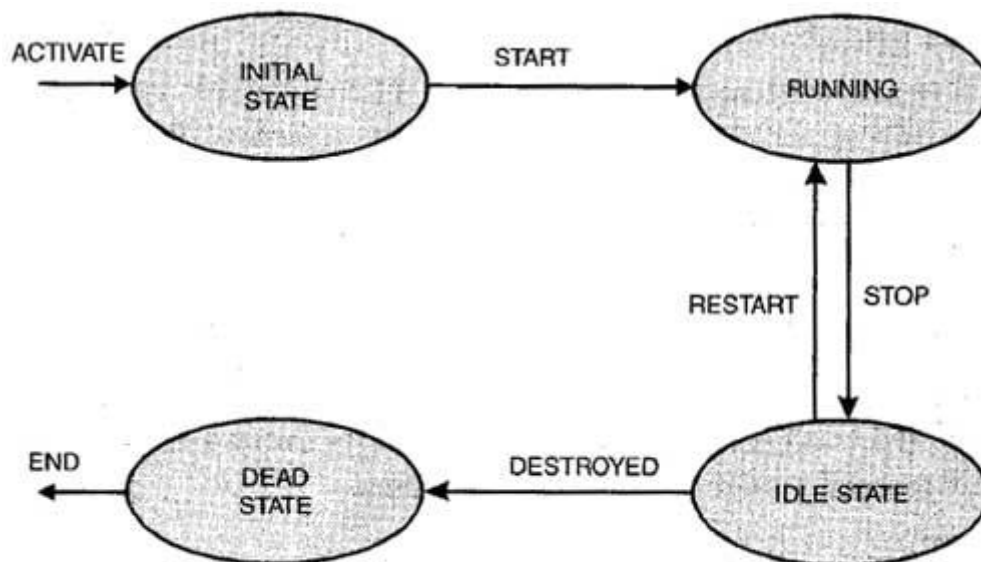 ACTIVATE
INITIAL
STATE
START
RUNNING
RESTART
STOP
END
DEAD
STATE
DESTROYED
IDLE STATE